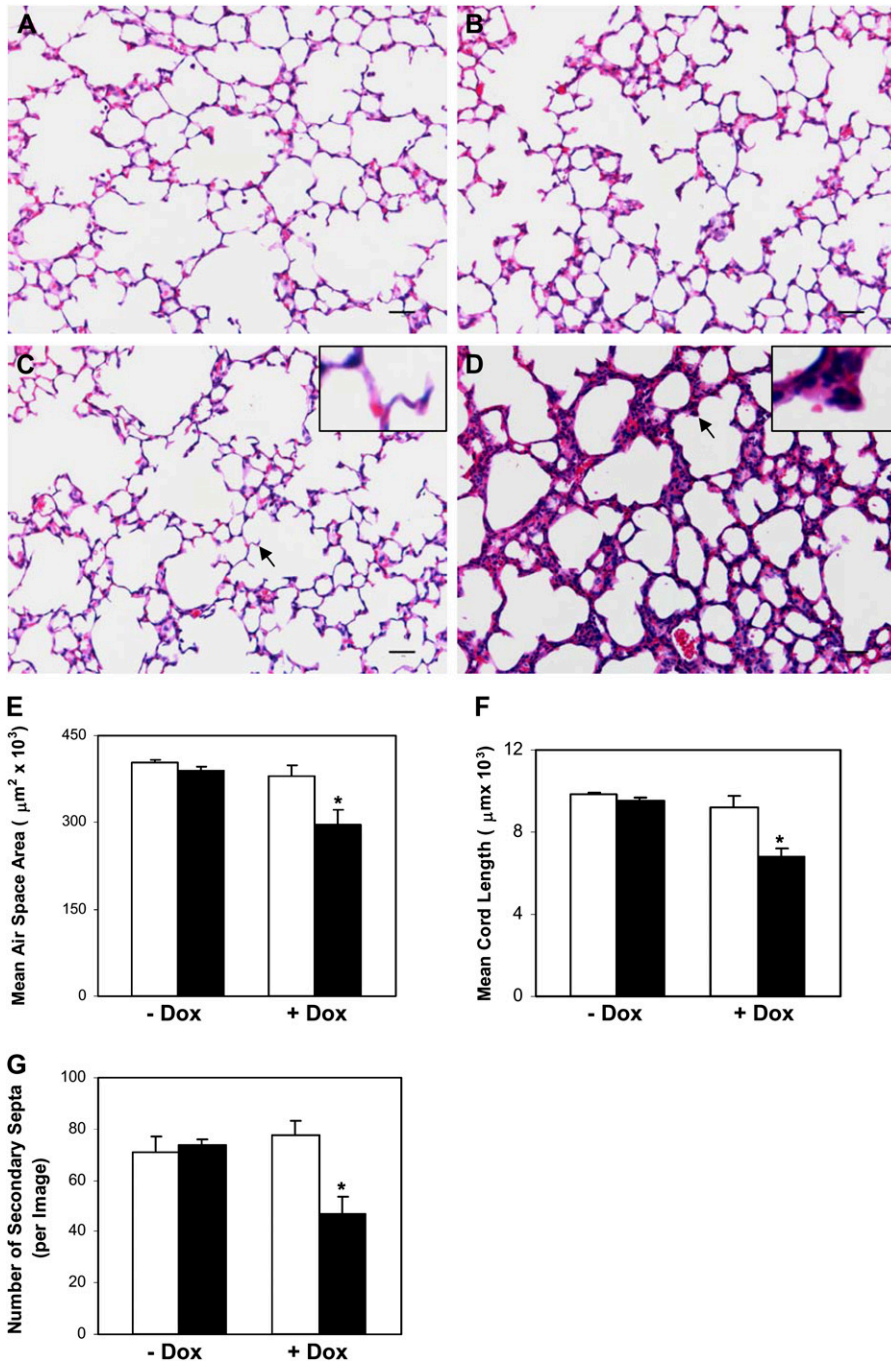 A
B
C
D
E
Mean Air Space Area ( μm² x 10³)
450
300
150
0
- Dox
+ Dox
*
F
Mean Cord Length ( μmx 10³)
12
8
4
0
- Dox
+ Dox
*
G
Number of Secondary Septa
(per Image)
100
80
60
40
20
0
- Dox
+ Dox
*